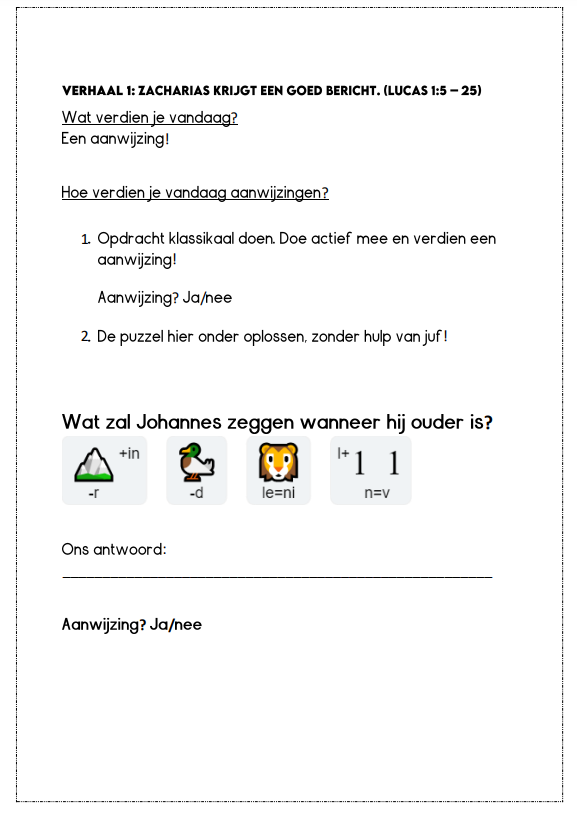 VERHAAL 1: ZACHARIAS KRIJGT EEN GOED BERICHT. (LUCAS 1:5 – 25)
Wat verdien je vandaag?
Een aanwijzing!
Hoe verdien je vandaag aanwijzingen?
1. Opdracht klassikaal doen. Doe actief mee en verdien een
aanwijzing!
Aanwijzing? Ja/nee
2. De puzzel hier onder oplossen, zonder hulp van juf!
Wat zal Johannes zeggen wanneer hij ouder is?
+in l+ 1 1
-r -d le=ni n=v
Ons antwoord:
Aanwijzing? Ja/nee